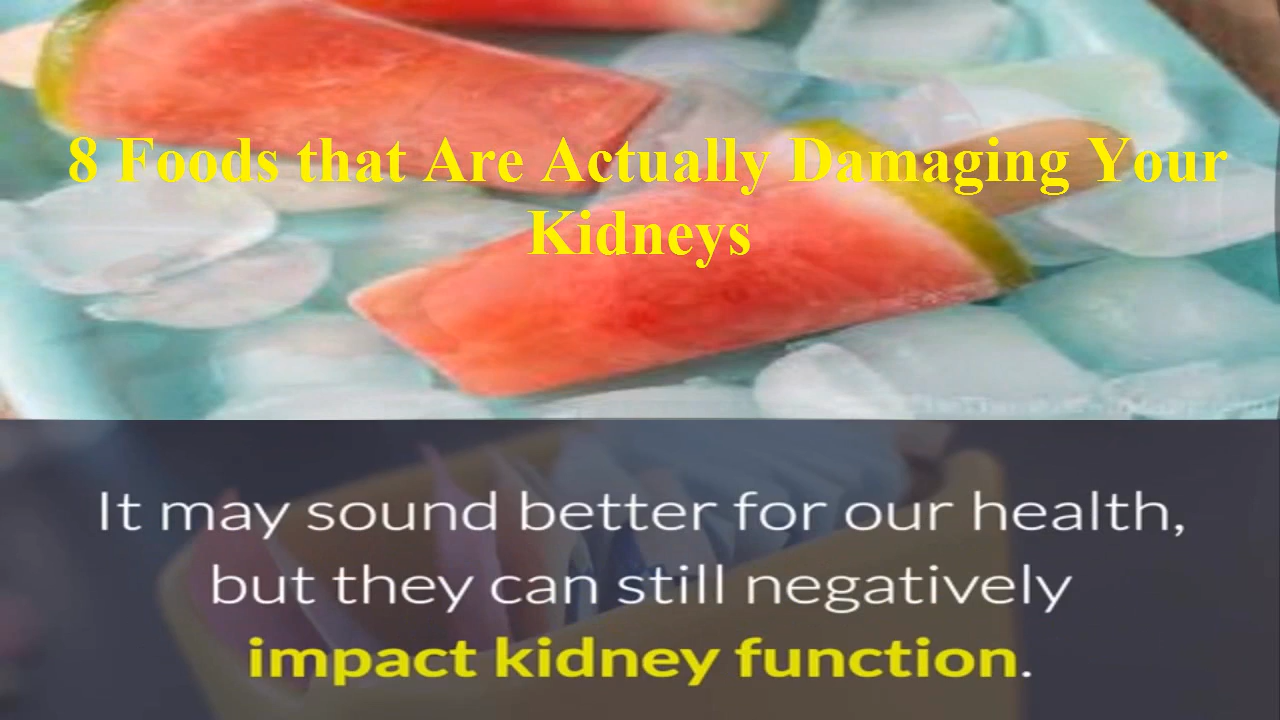 8 Foods that Are Actually Damaging Your
Kidneys
It may sound better for our health,
but they can still negatively
impact kidney function.